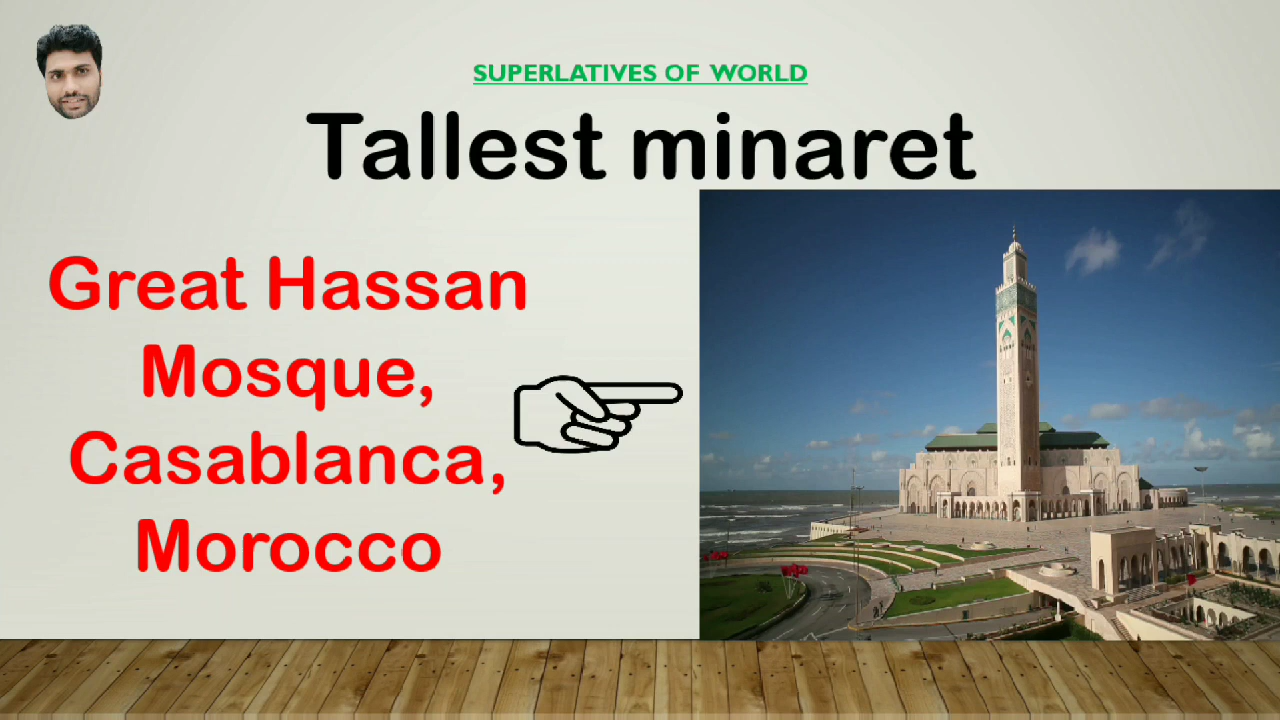 SUPERLATIVES OF WORLD
Tallest minaret
Great Hassan
Mosque,
Casablanca,
Morocco